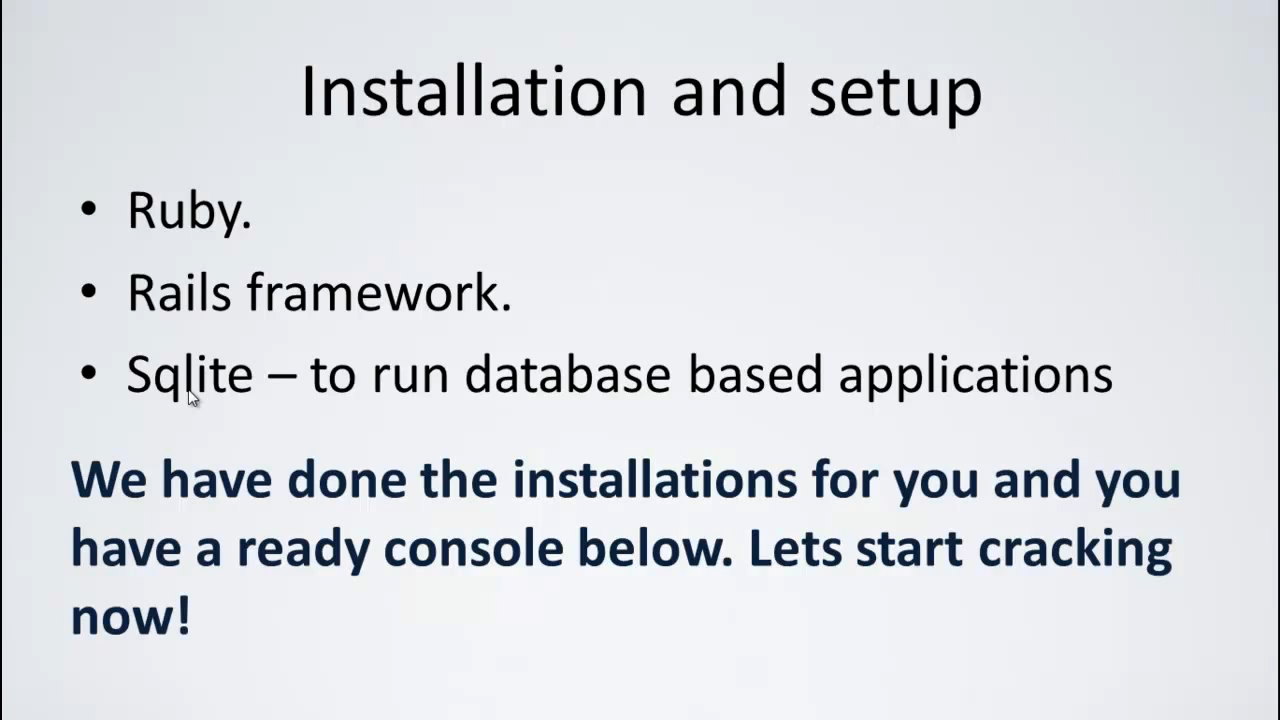 Installation and setup
• Ruby.
• Rails framework.
• Sqlite – to run database based applications
We have done the installations for you and you
have a ready console below. Lets start cracking
now!